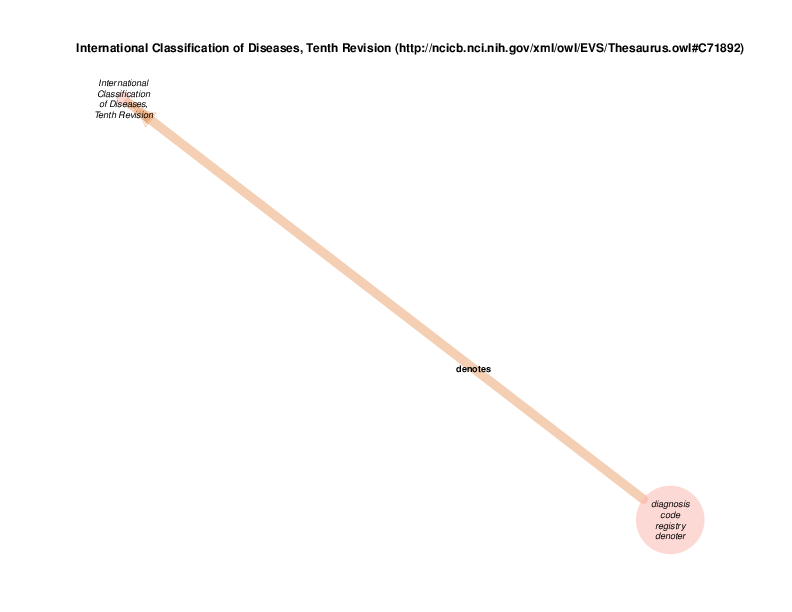 International Classification of Diseases, Tenth Revision (http://ncicb.nci.nih.gov/xml/owl/EVS/Thesaurus.owl#C71892)
International
Classification
of Diseases,
Tenth Revision
denotes
diagnosis
code
registry
denoter